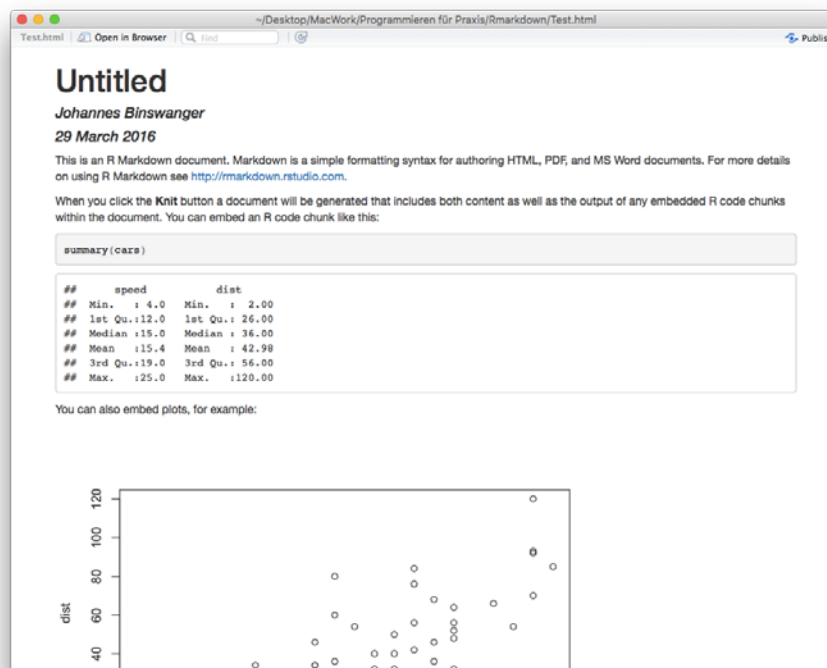 ~/Desktop/MacWork/Programmieren für Praxis/Rmarkdown/Test.html
Test.html Open in Browser Find Publis
Untitled
Johannes Binswanger
29 March 2016
This is an R Markdown document. Markdown is a simple formatting syntax for authoring HTML, PDF, and MS Word documents. For more details
on using R Markdown see http://rmarkdown.rstudio.com.
When you click the Knit button a document will be generated that includes both content as well as the output of any embedded R code chunks
within the document. You can embed an R code chunk like this:
summary(cars)
##      speed           dist
##  Min.   : 4.0   Min.   :  2.00
##  1st Qu.:12.0   1st Qu.: 26.00
##  Median :15.0   Median : 36.00
##  Mean   :15.4   Mean   : 42.98
##  3rd Qu.:19.0   3rd Qu.: 56.00
##  Max.   :25.0   Max.   :120.00
You can also embed plots, for example:
120
100
80
60
40
dist